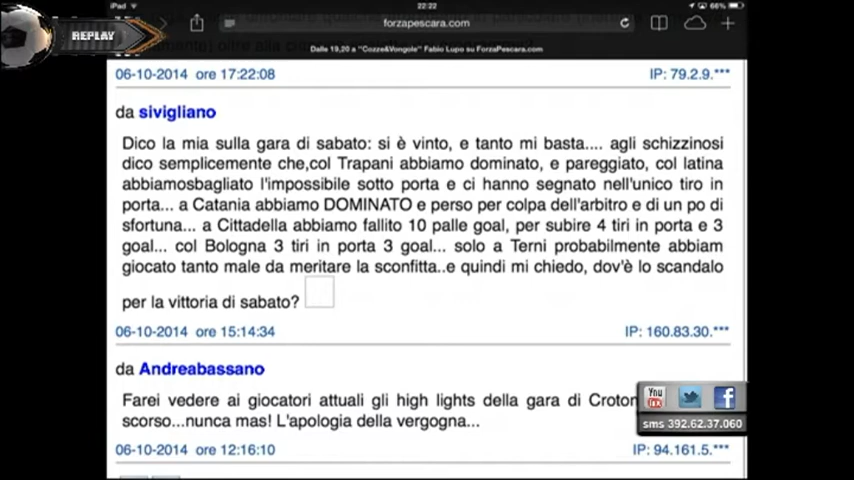 iPad
22:22
66%
REPLAY
forzapescara.com
Dalle 19,20 a "Cozze&Vongole" Fabio Lupo su ForzaPescara.com
06-10-2014 ore 17:22:08 IP: 79.2.9.***
da sivigliano
Dico la mia sulla gara di sabato: si è vinto, e tanto mi basta.... agli schizzinosi
dico semplicemente che,col Trapani abbiamo dominato, e pareggiato, col latina
abbiamosbagliato l'impossibile sotto porta e ci hanno segnato nell'unico tiro in
porta... a Catania abbiamo DOMINATO e perso per colpa dell'arbitro e di un po di
sfortuna... a Cittadella abbiamo fallito 10 palle goal, per subire 4 tiri in porta e 3
goal... col Bologna 3 tiri in porta 3 goal... solo a Terni probabilmente abbiam
giocato tanto male da meritare la sconfitta..e quindi mi chiedo, dov'è lo scandalo
per la vittoria di sabato?
06-10-2014 ore 15:14:34 IP: 160.83.30.***
da Andreabassano
Farei vedere ai giocatori attuali gli high lights della gara di Croton
scorso...nunca mas! L'apologia della vergogna...
You
sms 392.62.37.060
06-10-2014 ore 12:16:10 IP: 94.161.5.***